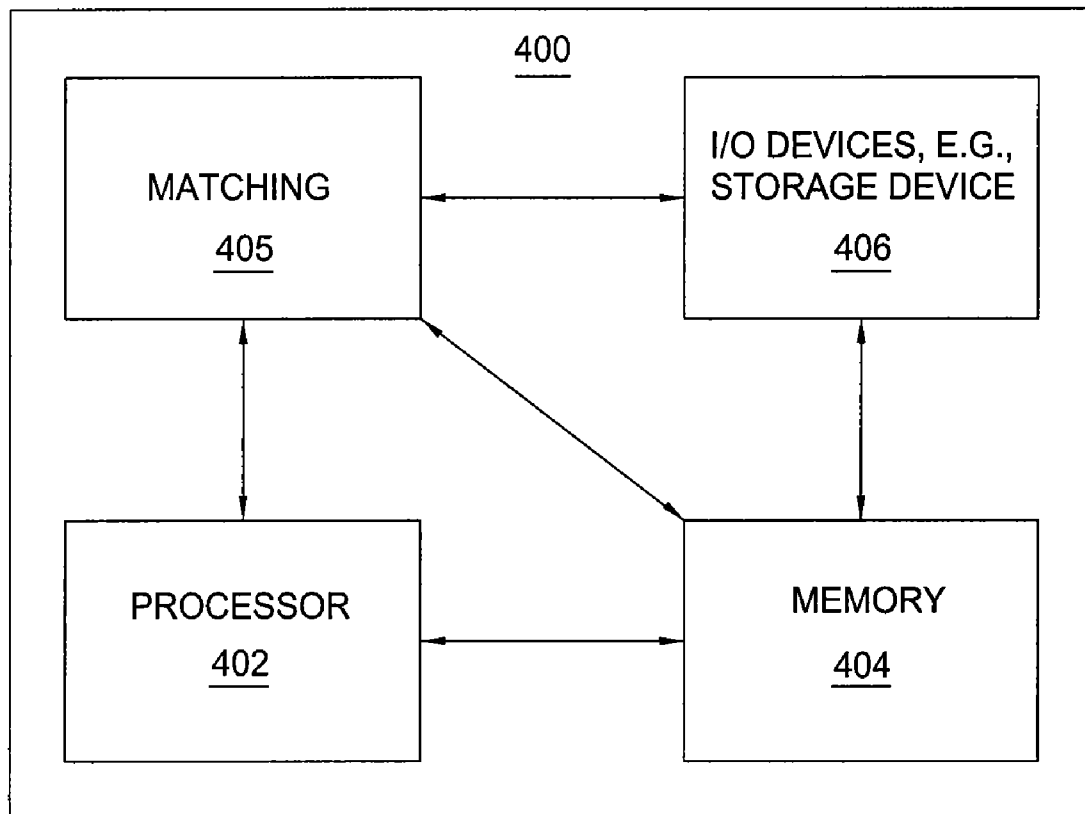 400
MATCHING
405
I/O DEVICES, E.G.,
STORAGE DEVICE
406
PROCESSOR
402
MEMORY
404